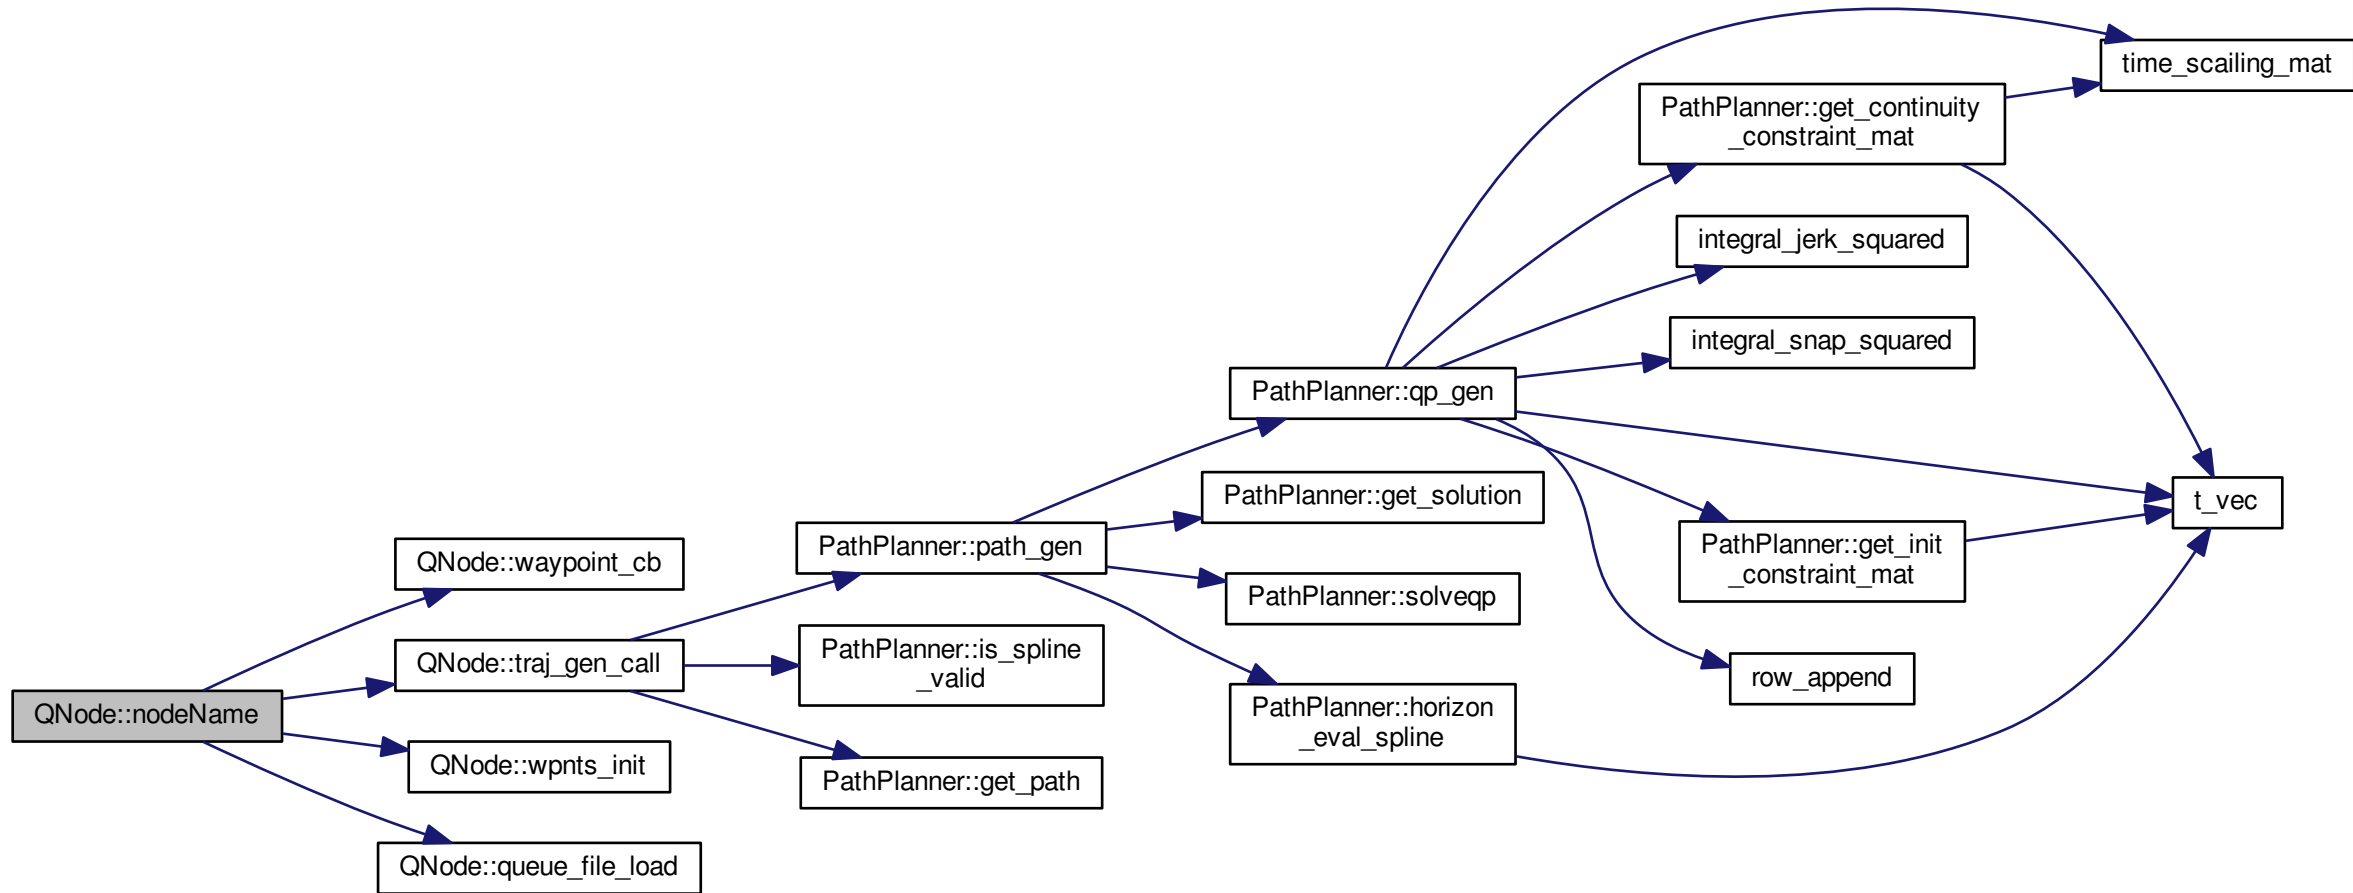 QNode::nodeName
QNode::waypoint_cb
QNode::traj_gen_call
QNode::wpnts_init
QNode::queue_file_load
PathPlanner::path_gen
PathPlanner::is_spline
_valid
PathPlanner::get_path
PathPlanner::qp_gen
PathPlanner::get_solution
PathPlanner::solveqp
PathPlanner::horizon
_eval_spline
PathPlanner::get_continuity
_constraint_mat
integral_jerk_squared
integral_snap_squared
PathPlanner::get_init
_constraint_mat
row_append
time_scailing_mat
t_vec